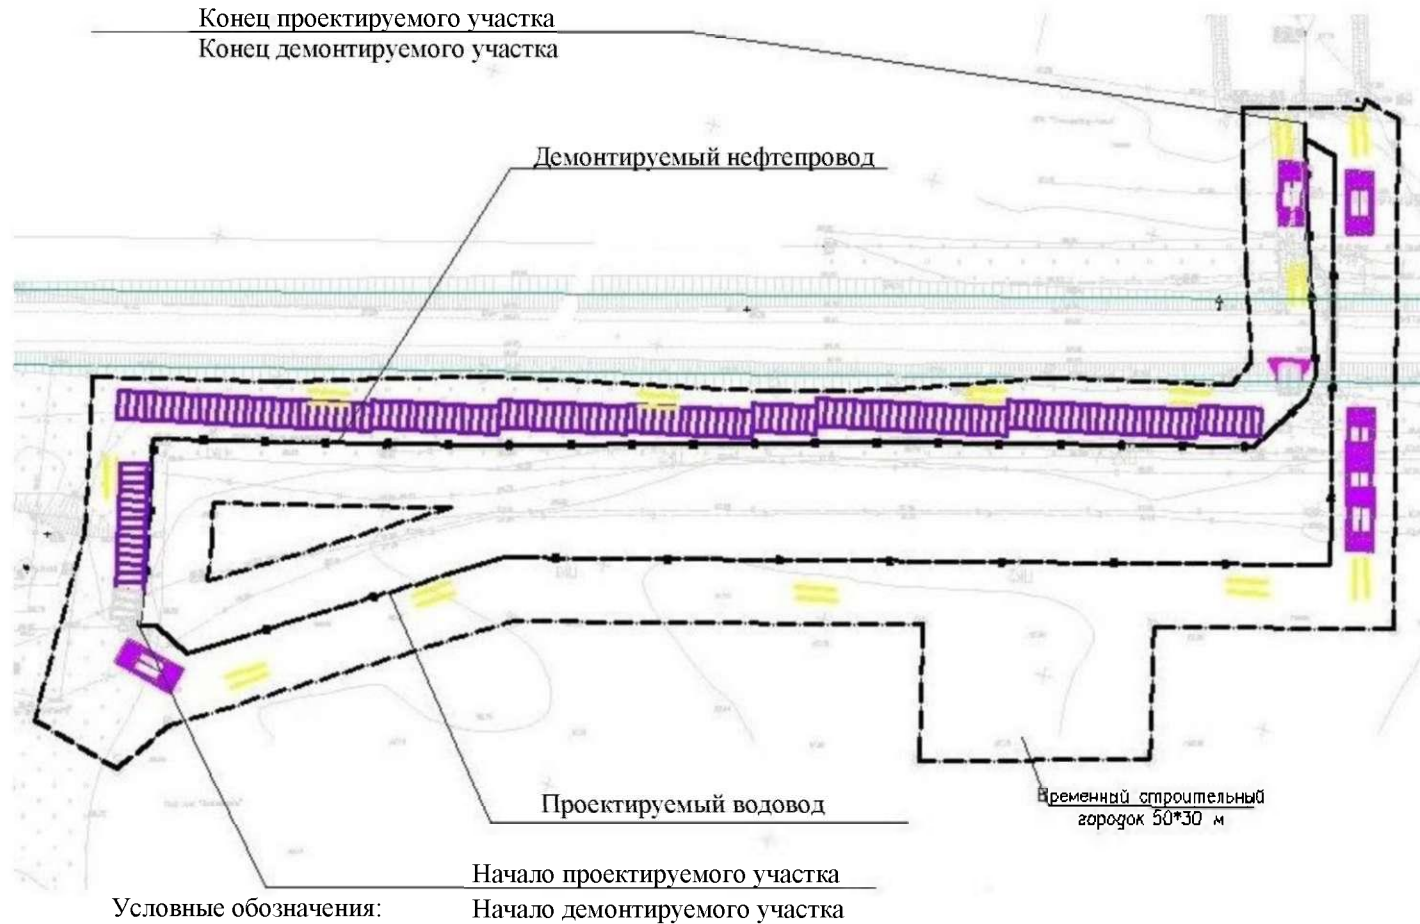 Конец проектируемого участка
Конец демонтируемого участка
Демонтируемый нефтепровод
Проектируемый водовод
Временный строительный
городок 50*30 м
Начало проектируемого участка
Условные обозначения:
Начало демонтируемого участка